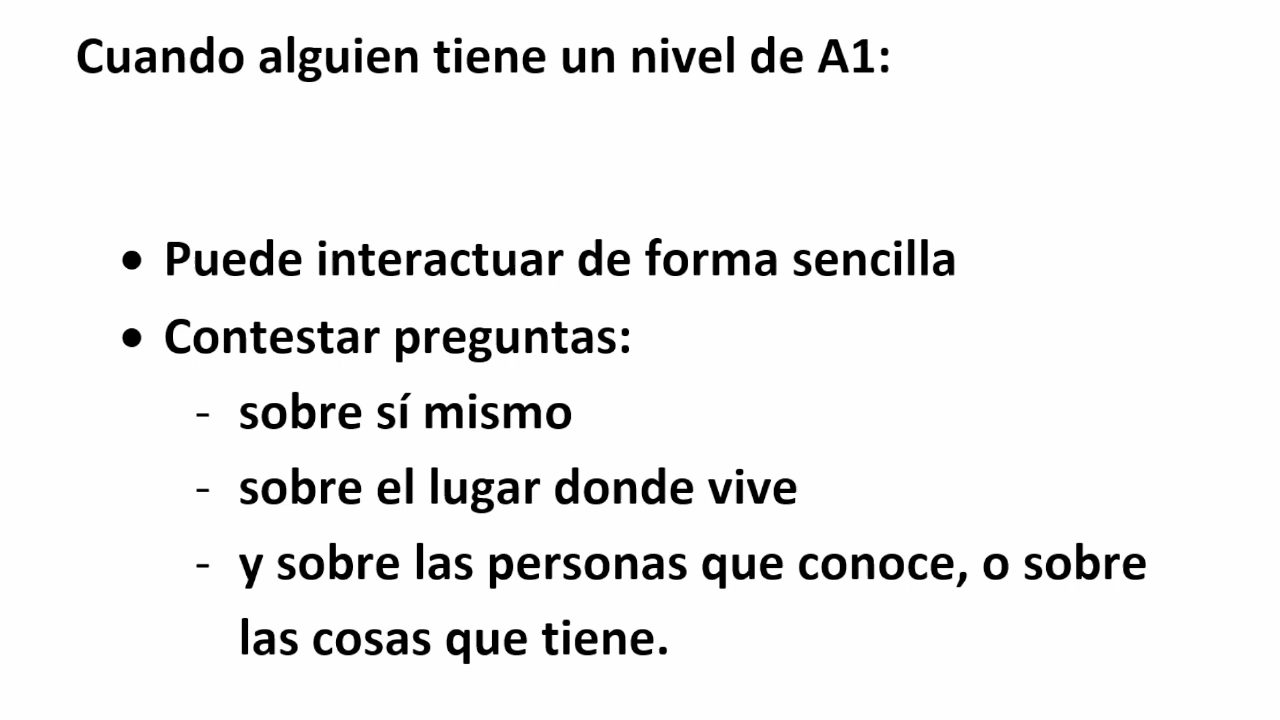 Cuando alguien tiene un nivel de A1:
• Puede interactuar de forma sencilla
• Contestar preguntas:
- sobre sí mismo
- sobre el lugar donde vive
- y sobre las personas que conoce, o sobre
las cosas que tiene.